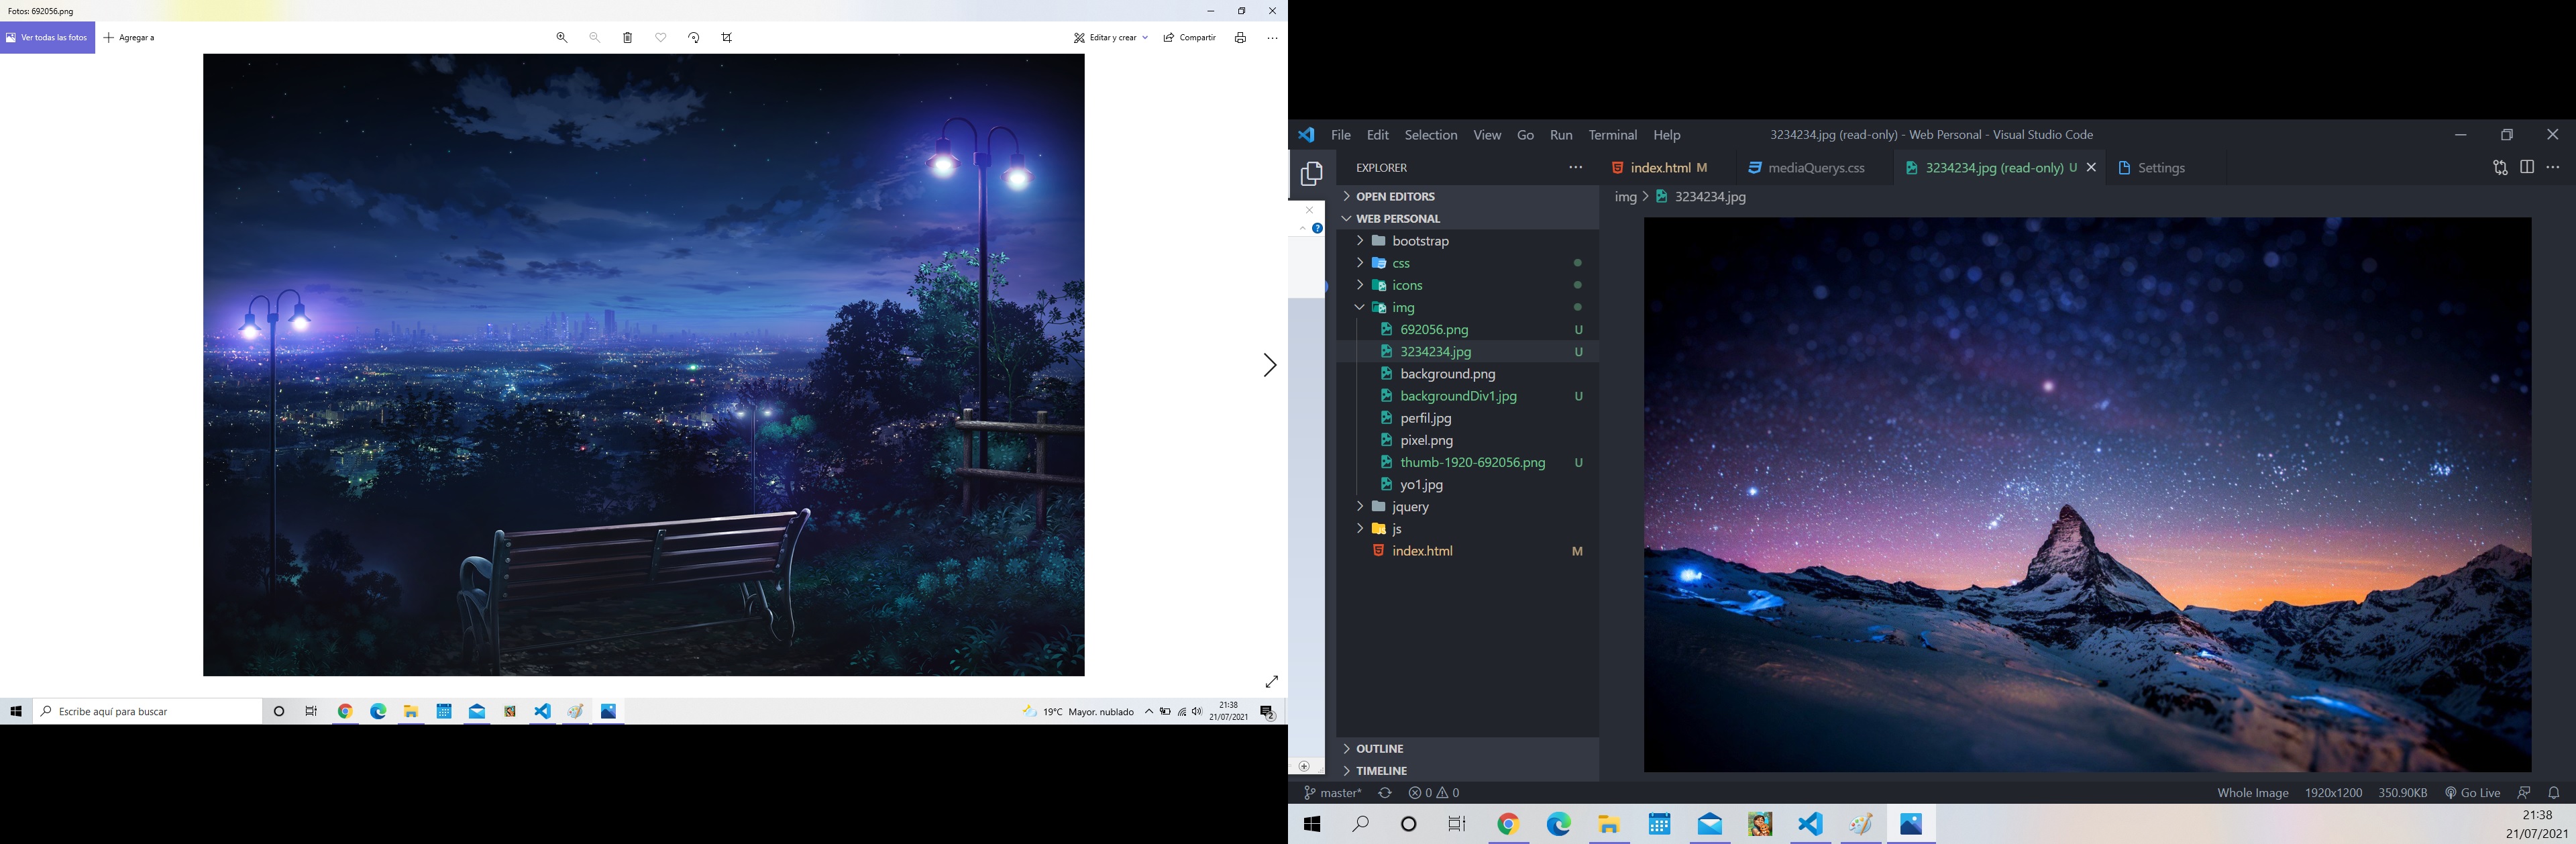 Fotos: 692056.png
Ver todas las fotos
Agregar a
Editar y crear
Compartir
Escribe aquí para buscar
19°C Mayor. nublado
21:38
21/07/2021
2
File Edit Selection View Go Run Terminal Help
3234234.jpg (read-only) - Web Personal - Visual Studio Code
EXPLORER
index.html M
mediaQuerys.css
3234234.jpg (read-only) U
Settings
OPEN EDITORS
img > 3234234.jpg
WEB PERSONAL
bootstrap
css
icons
img
692056.png U
3234234.jpg U
background.png
backgroundDiv1.jpg U
perfil.jpg
pixel.png
thumb-1920-692056.png U
yo1.jpg
jquery
js
index.html M
OUTLINE
TIMELINE
master* 0 0
Whole Image 1920x1200 350.90KB Go Live
21:38
21/07/2021